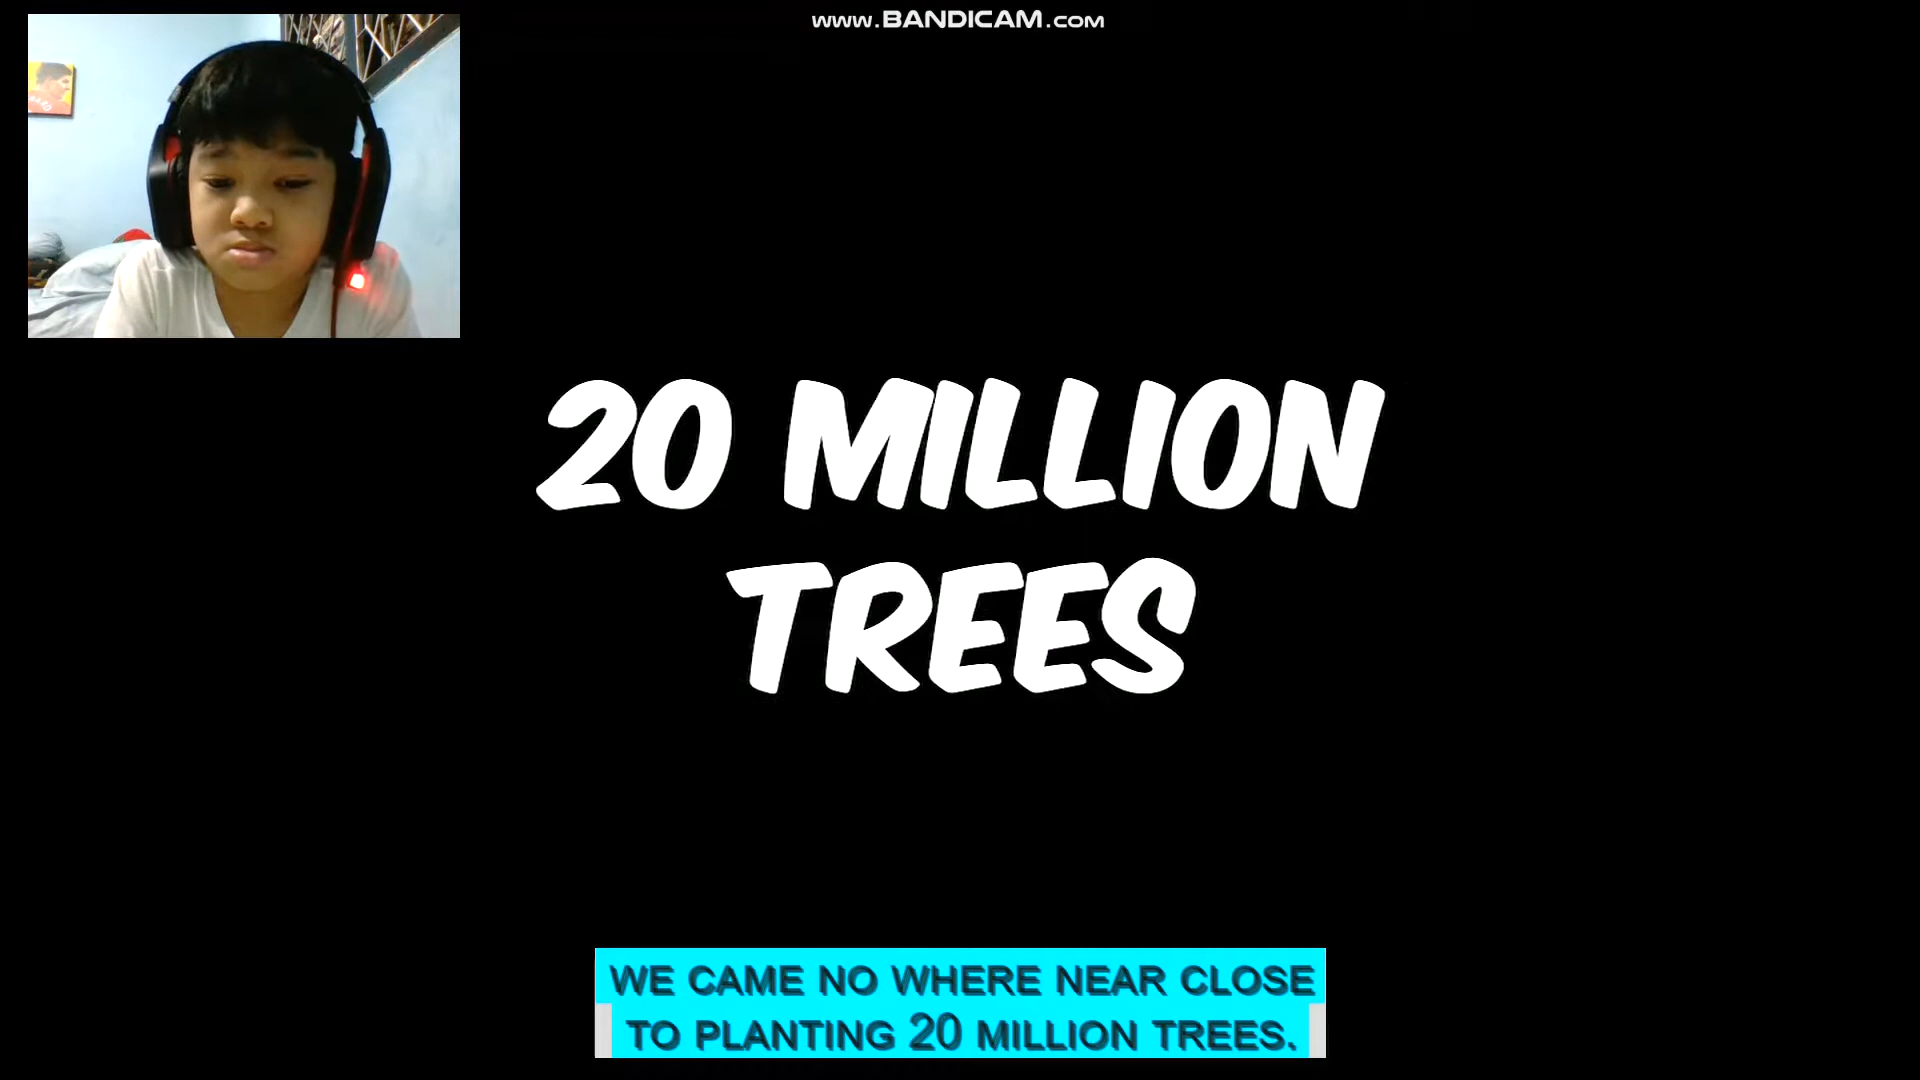 www.BANDICAM.com
20 MILLION
TREES
WE CAME NO WHERE NEAR CLOSE
TO PLANTING 20 MILLION TREES.